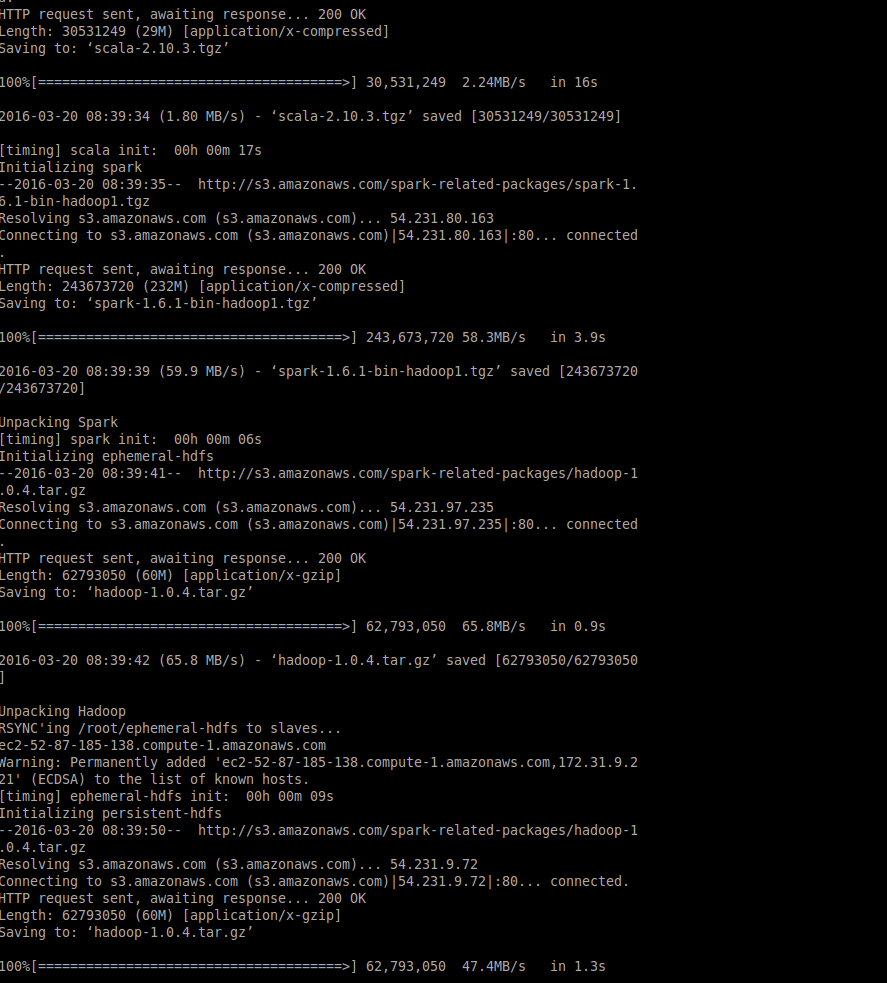 HTTP request sent, awaiting response... 200 OK
Length: 30531249 (29M) [application/x-compressed]
Saving to: ‘scala-2.10.3.tgz’
100%[======================================>] 30,531,249  2.24MB/s   in 16s
2016-03-20 08:39:34 (1.80 MB/s) - ‘scala-2.10.3.tgz’ saved [30531249/30531249]
[timing] scala init:  00h 00m 17s
Initializing spark
--2016-03-20 08:39:35--  http://s3.amazonaws.com/spark-related-packages/spark-1.
6.1-bin-hadoop1.tgz
Resolving s3.amazonaws.com (s3.amazonaws.com)... 54.231.80.163
Connecting to s3.amazonaws.com (s3.amazonaws.com)|54.231.80.163|:80... connected
.
HTTP request sent, awaiting response... 200 OK
Length: 243673720 (232M) [application/x-compressed]
Saving to: ‘spark-1.6.1-bin-hadoop1.tgz’
100%[======================================>] 243,673,720 58.3MB/s   in 3.9s
2016-03-20 08:39:39 (59.9 MB/s) - ‘spark-1.6.1-bin-hadoop1.tgz’ saved [243673720
/243673720]
Unpacking Spark
[timing] spark init:  00h 00m 06s
Initializing ephemeral-hdfs
--2016-03-20 08:39:41--  http://s3.amazonaws.com/spark-related-packages/hadoop-1
.0.4.tar.gz
Resolving s3.amazonaws.com (s3.amazonaws.com)... 54.231.97.235
Connecting to s3.amazonaws.com (s3.amazonaws.com)|54.231.97.235|:80... connected
.
HTTP request sent, awaiting response... 200 OK
Length: 62793050 (60M) [application/x-gzip]
Saving to: ‘hadoop-1.0.4.tar.gz’
100%[======================================>] 62,793,050  65.8MB/s   in 0.9s
2016-03-20 08:39:42 (65.8 MB/s) - ‘hadoop-1.0.4.tar.gz’ saved [62793050/62793050
]
Unpacking Hadoop
RSYNC'ing /root/ephemeral-hdfs to slaves...
ec2-52-87-185-138.compute-1.amazonaws.com
Warning: Permanently added 'ec2-52-87-185-138.compute-1.amazonaws.com,172.31.9.2
21' (ECDSA) to the list of known hosts.
[timing] ephemeral-hdfs init:  00h 00m 09s
Initializing persistent-hdfs
--2016-03-20 08:39:50--  http://s3.amazonaws.com/spark-related-packages/hadoop-1
.0.4.tar.gz
Resolving s3.amazonaws.com (s3.amazonaws.com)... 54.231.9.72
Connecting to s3.amazonaws.com (s3.amazonaws.com)|54.231.9.72|:80... connected.
HTTP request sent, awaiting response... 200 OK
Length: 62793050 (60M) [application/x-gzip]
Saving to: ‘hadoop-1.0.4.tar.gz’
100%[======================================>] 62,793,050  47.4MB/s   in 1.3s